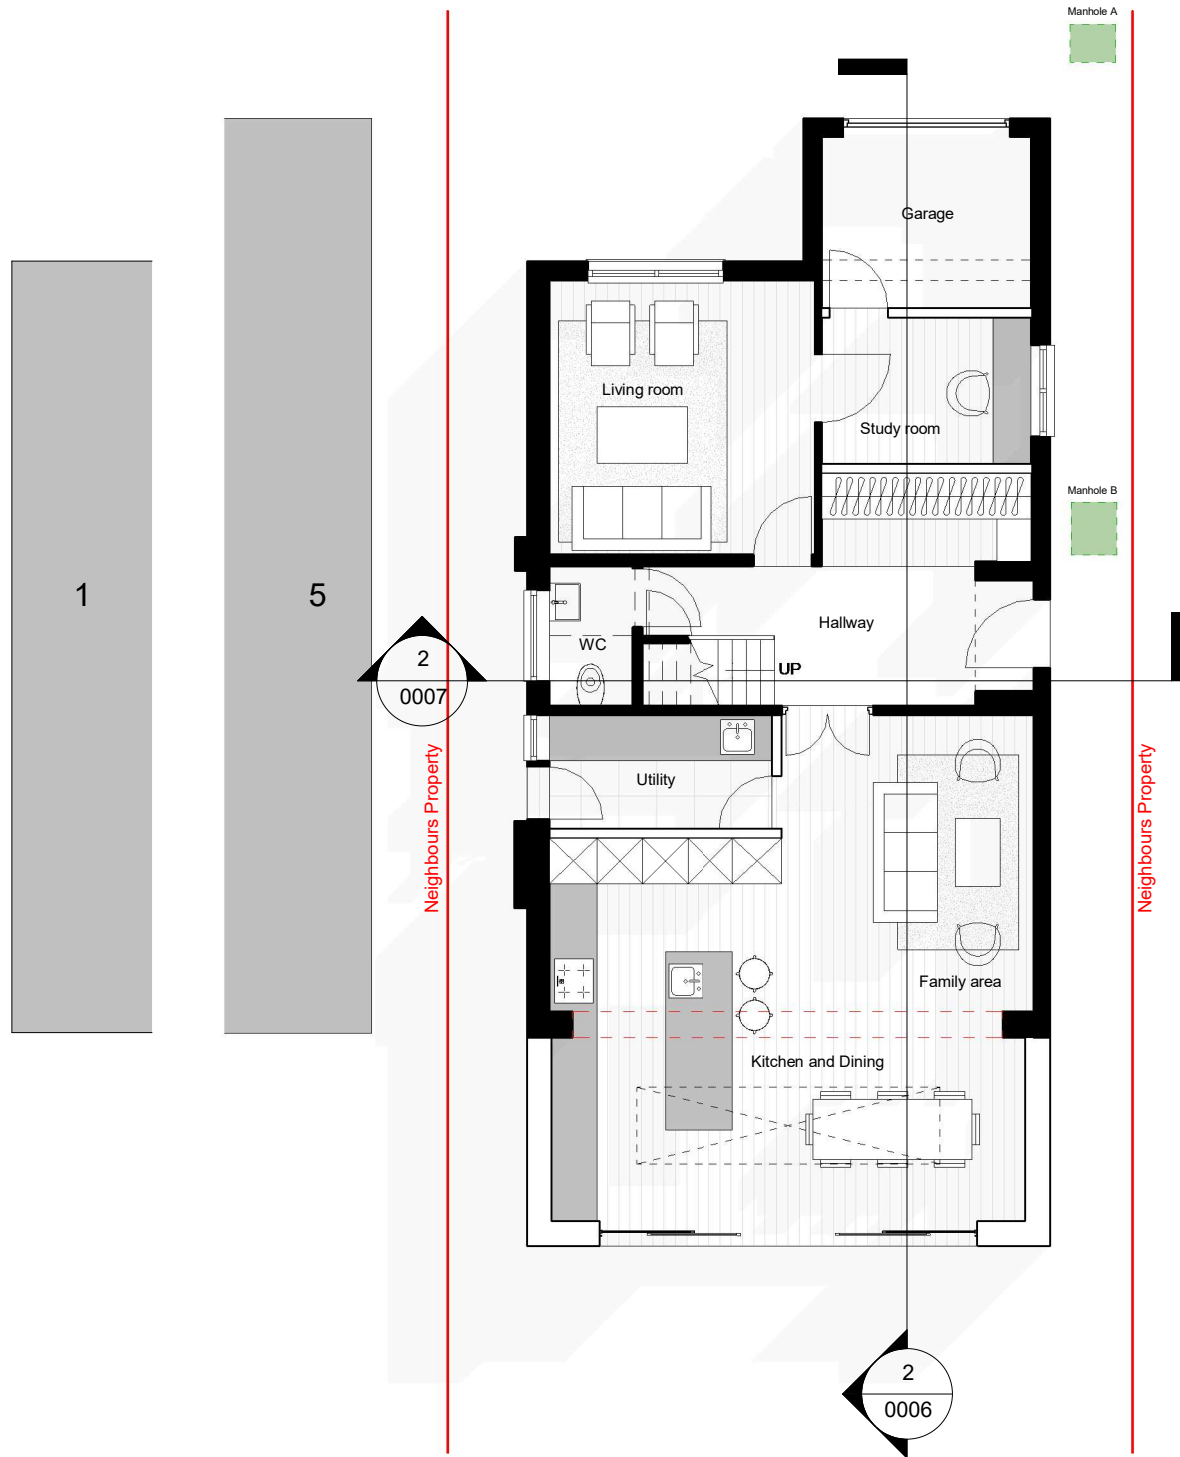 Manhole A
Garage
Living room
Study room
Manhole B
1
5
Hallway
WC
2
0007
UP
Utility
Neighbours Property
Neighbours Property
Family area
Kitchen and Dining
2
0006